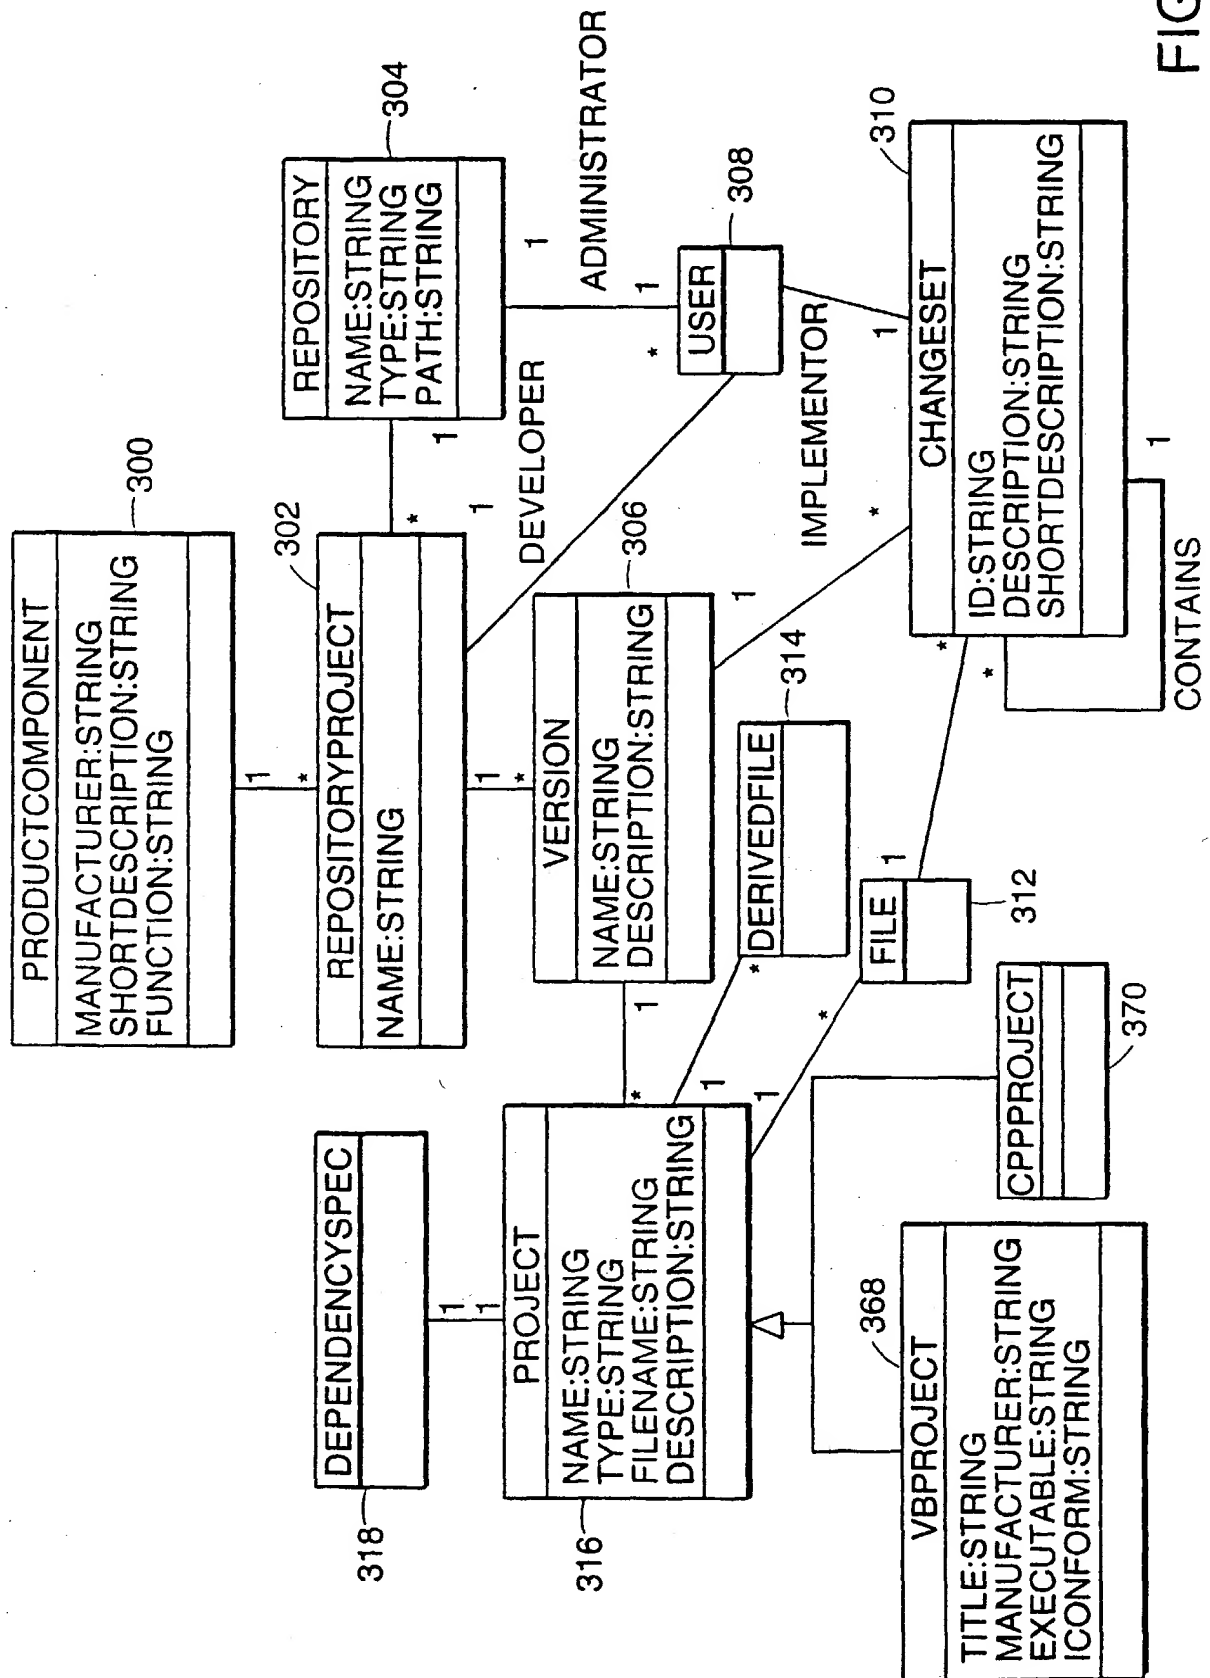 PRODUCTCOMPONENT
MANUFACTURER:STRING
SHORTDESCRIPTION:STRING
FUNCTION:STRING
300
1
*
302
REPOSITORYPROJECT
NAME:STRING
*
1
REPOSITORY
NAME:STRING
TYPE:STRING
PATH:STRING
304
1
1
ADMINISTRATOR
1
DEVELOPER
*
USER
308
1
*
VERSION
NAME:STRING
DESCRIPTION:STRING
306
1
*
IMPLEMENTOR
1
310
CHANGESET
ID:STRING
DESCRIPTION:STRING
SHORTDESCRIPTION:STRING
*
*
1
CONTAINS
DEPENDENCYSPEC
318
1
1
PROJECT
NAME:STRING
TYPE:STRING
FILENAME:STRING
DESCRIPTION:STRING
316
*
1
1
*
DERIVEDFILE
314
1
*
FILE
1
312
368
VBPROJECT
TITLE:STRING
MANUFACTURER:STRING
EXECUTABLE:STRING
ICONFORM:STRING
CPPPROJECT
370